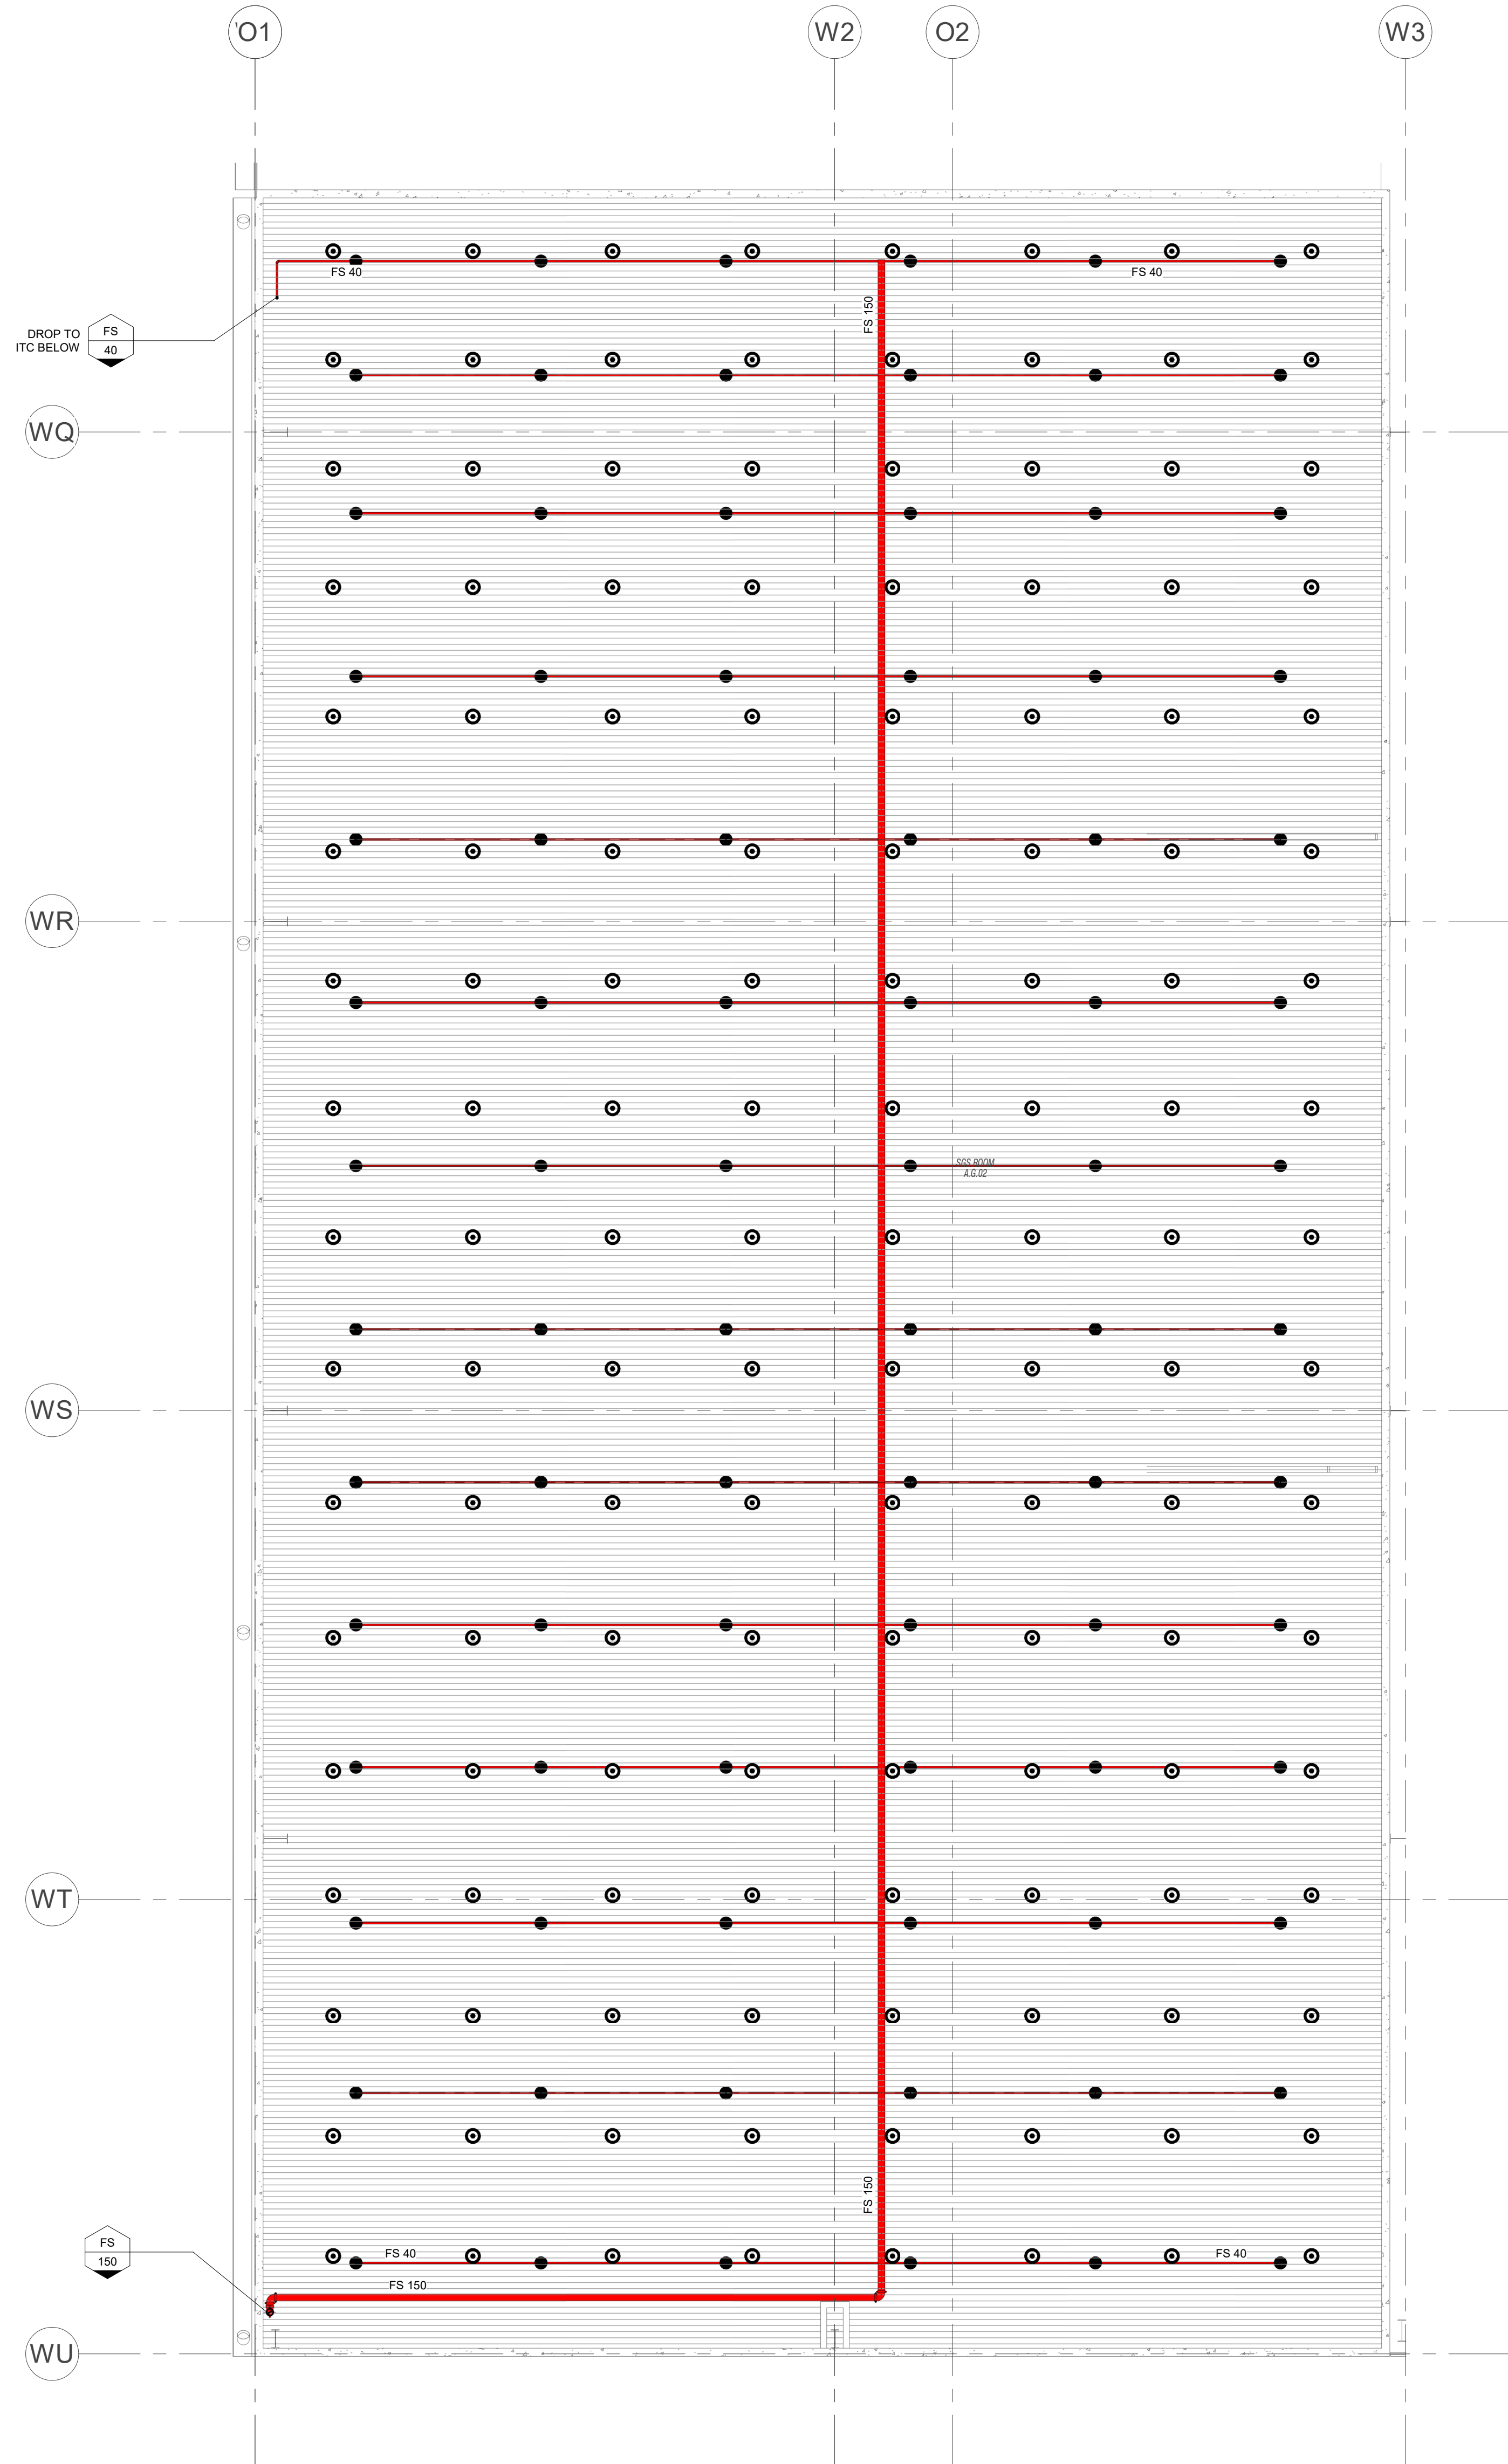 'O1
W2
O2
W3
FS 40
FS 40
FS 150
DROP TO
ITC BELOW
FS
40
WQ
WR
SGS ROOM
A.G.02
WS
WT
FS 150
FS
150
FS 40
FS 40
FS 150
WU